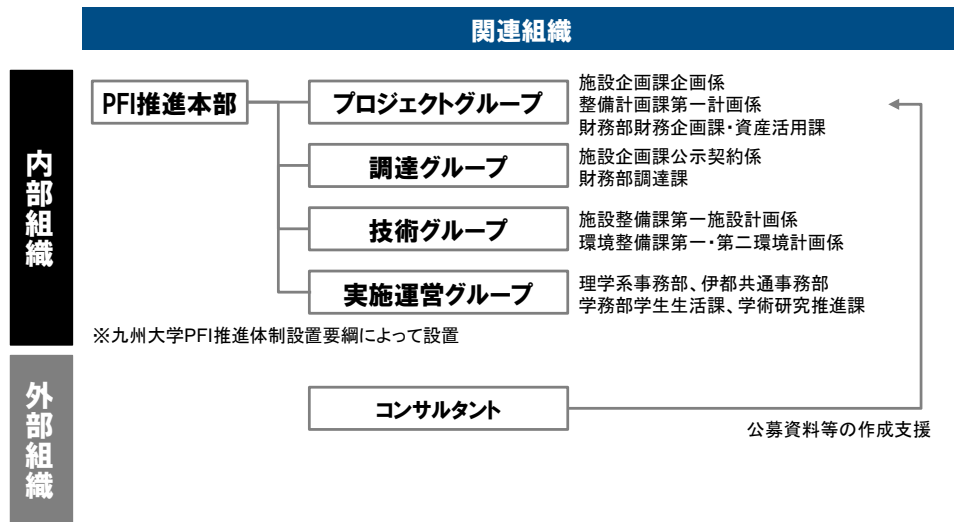 関連組織
内部組織
PFI推進本部
プロジェクトグループ
施設企画課企画係
整備計画課第一計画係
財務部財務企画課・資産活用課
調達グループ
施設企画課公示契約係
財務部調達課
技術グループ
施設整備課第一施設計画係
環境整備課第一・第二環境計画係
実施運営グループ
理学系事務部、伊都共通事務部
学務部学生生活課、学術研究推進課
※九州大学PFI推進体制設置要綱によって設置
外部組織
コンサルタント
公募資料等の作成支援